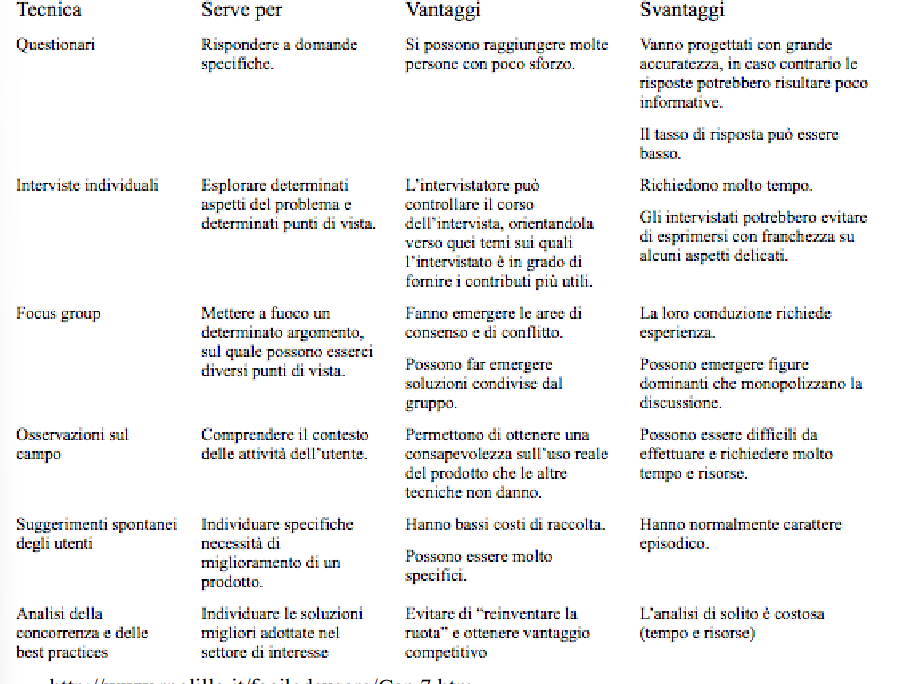 Tecnica Serve per Vantaggi Svantaggi
Questionari
Rispondere a domande
specifiche.
Si possono raggiungere molte
persone con poco sforzo.
Vanno progettati con grande
accuratezza, in caso contrario le
risposte potrebbero risultare poco
informative.
Il tasso di risposta può essere
basso.
Interviste individuali
Esplorare determinati
aspetti del problema e
determinati punti di vista.
L'intervistatore può
controllare il corso
dell'intervista, orientandola
verso quei temi sui quali
l'intervistato è in grado di
fornire i contributi più utili.
Richiedono molto tempo.
Gli intervistati potrebbero evitare
di esprimersi con franchezza su
alcuni aspetti delicati.
Focus group
Mettere a fuoco un
determinato argomento,
sul quale possono esserci
diversi punti di vista.
Fanno emergere le aree di
consenso e di conflitto.
Possono far emergere
soluzioni condivise dal
gruppo.
La loro conduzione richiede
esperienza.
Possono emergere figure
dominanti che monopolizzano la
discussione.
Osservazioni sul
campo
Comprendere il contesto
delle attività dell'utente.
Permettono di ottenere una
consapevolezza sull'uso reale
del prodotto che le altre
tecniche non danno.
Possono essere difficili da
effettuare e richiedere molto
tempo e risorse.
Suggerimenti spontanei
degli utenti
Individuare specifiche
necessità di
miglioramento di un
prodotto.
Hanno bassi costi di raccolta.
Possono essere molto
specifici.
Hanno normalmente carattere
episodico.
Analisi della
concorrenza e delle
best practices
Individuare le soluzioni
migliori adottate nel
settore di interesse
Evitare di "reinventare la
ruota" e ottenere vantaggio
competitivo
L'analisi di solito è costosa
(tempo e risorse)